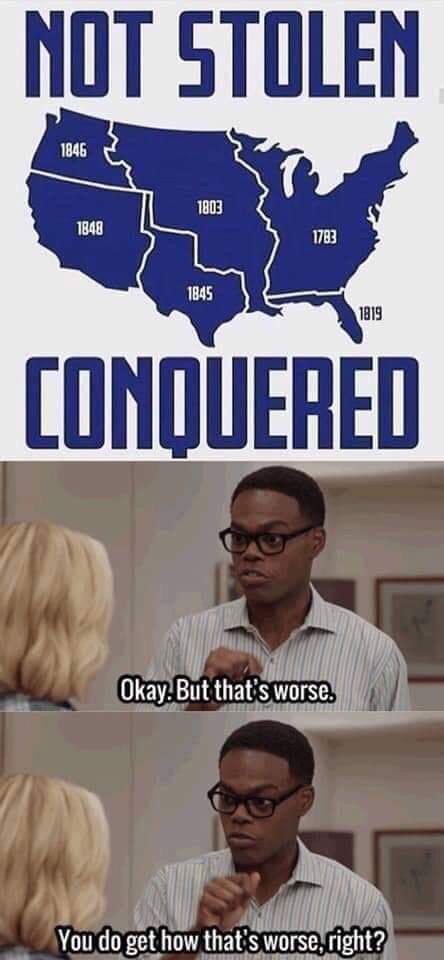 NOT STOLEN
1846
1803
1848
1783
1845
1819
CONQUERED
Okay. But that's worse.
You do get how that's worse, right?